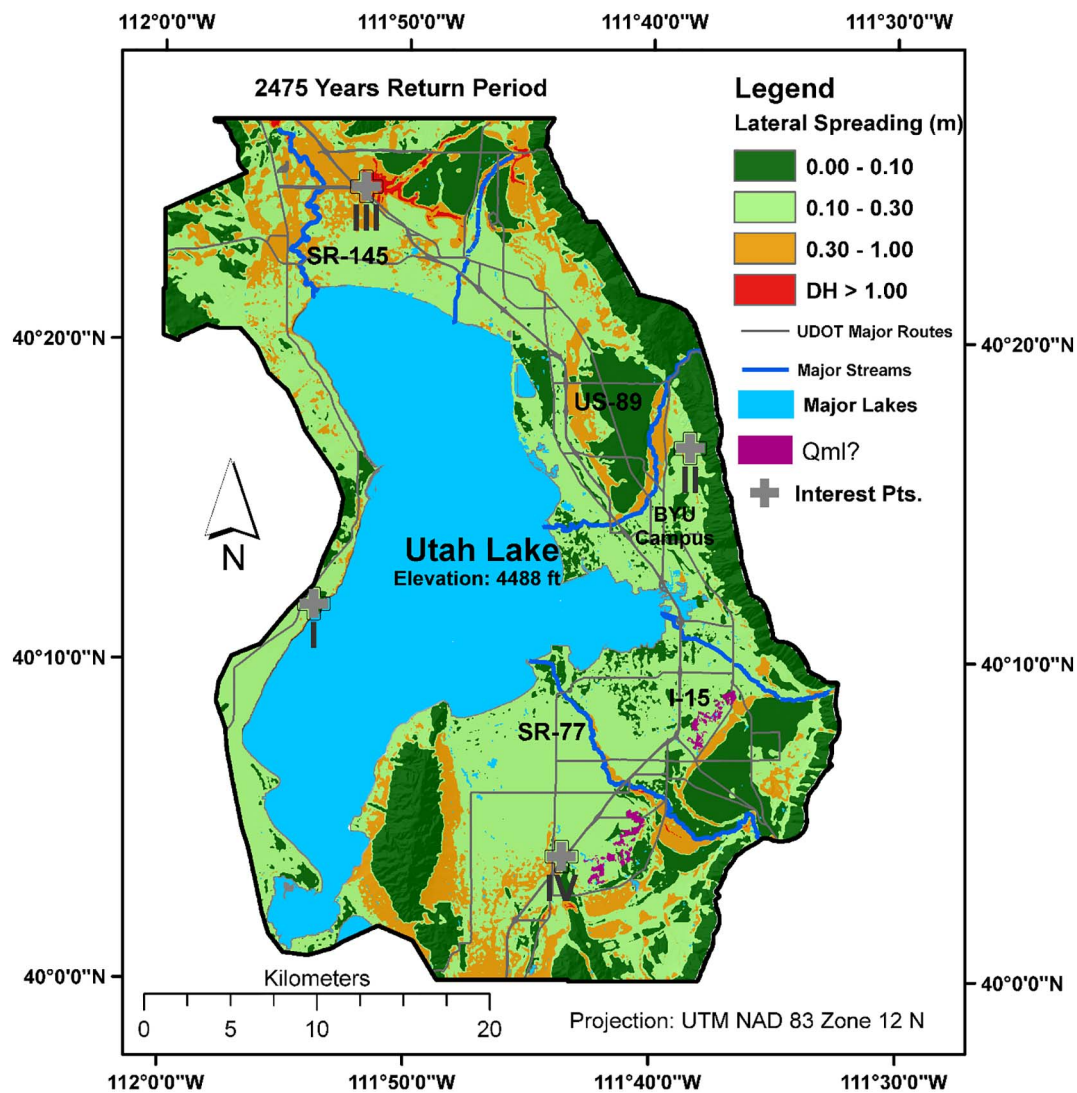 112°0'0"W 111°50'0"W 111°40'0"W 111°30'0"W
2475 Years Return Period
Legend
Lateral Spreading (m)
0.00 - 0.10
0.10 - 0.30
0.30 - 1.00
DH > 1.00
UDOT Major Routes
Major Streams
Major Lakes
Qml?
Interest Pts.
III
SR-145
40°20'0"N 40°20'0"N
US-89
II
BYU
Campus
N
Utah Lake
Elevation: 4488 ft
I
40°10'0"N 40°10'0"N
I-15
SR-77
IV
40°0'0"N 40°0'0"N
Kilometers
0 5 10 20
Projection: UTM NAD 83 Zone 12 N
112°0'0"W 111°50'0"W 111°40'0"W 111°30'0"W